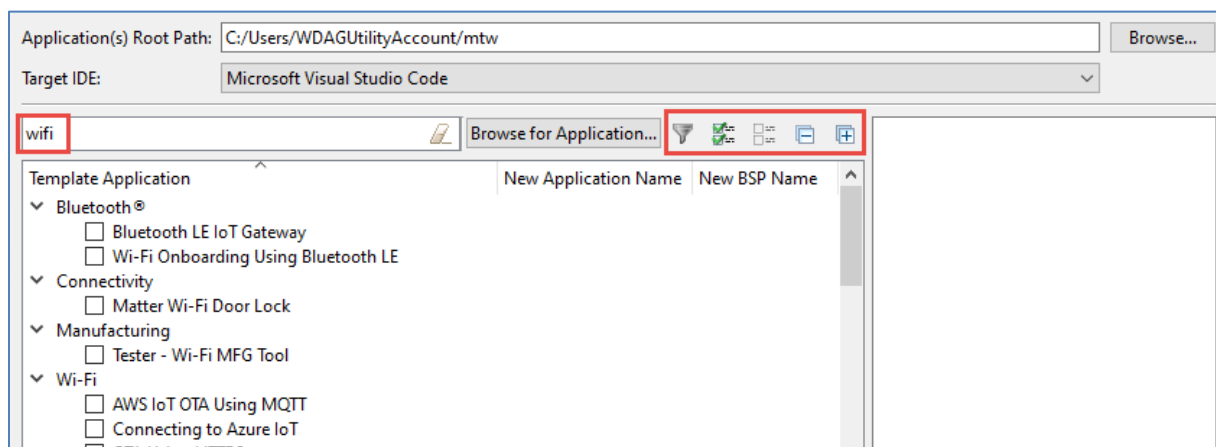 Application(s) Root Path: C:/Users/WDAGUtilityAccount/mtw Browse...
Target IDE: Microsoft Visual Studio Code
wifi Browse for Application...
Template Application New Application Name New BSP Name
Bluetooth®
Bluetooth LE IoT Gateway
Wi-Fi Onboarding Using Bluetooth LE
Connectivity
Matter Wi-Fi Door Lock
Manufacturing
Tester - Wi-Fi MFG Tool
Wi-Fi
AWS IoT OTA Using MQTT
Connecting to Azure IoT